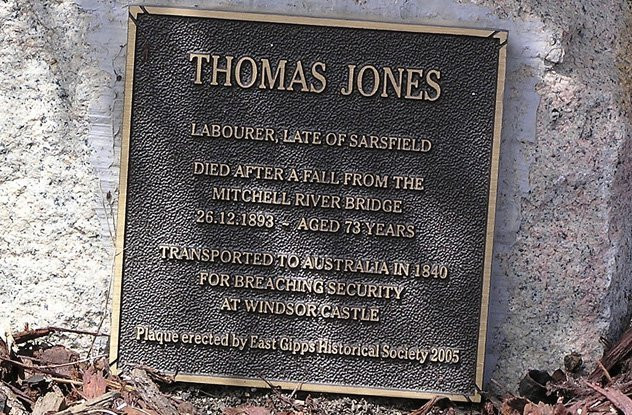 THOMAS JONES
LABOURER, LATE OF SARSFIELD
DIED AFTER A FALL FROM THE
MITCHELL RIVER BRIDGE
26.12.1893 ~ AGED 73 YEARS
TRANSPORTED TO AUSTRALIA IN 1840
FOR BREACHING SECURITY
AT WINDSOR CASTLE
Plaque erected by East Gipps Historical Society 2005